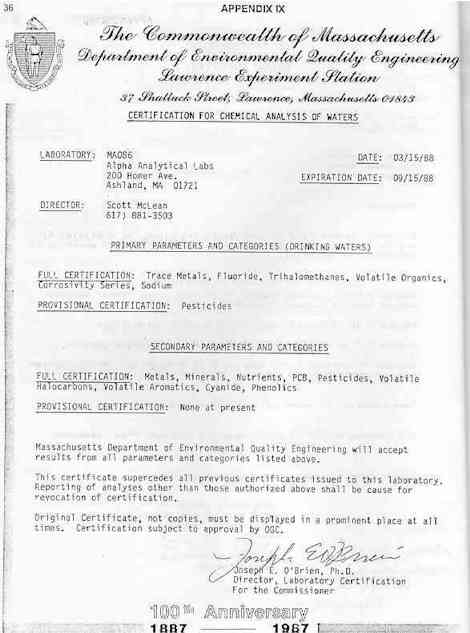 36
APPENDIX IX
The Commonwealth of Massachusetts
Department of Environmental Quality Engineering
Lawrence Experiment Station
37 Shattuck Street, Lawrence, Massachusetts 01843
CERTIFICATION FOR CHEMICAL ANALYSIS OF WATERS
LABORATORY: MA086 DATE: 03/15/88
Alpha Analytical Labs
200 Homer Ave. EXPIRATION DATE: 09/15/88
Ashland, MA 01721
DIRECTOR: Scott McLean
617) 881-3503
PRIMARY PARAMETERS AND CATEGORIES (DRINKING WATERS)
FULL CERTIFICATION: Trace Metals, Fluoride, Trihalomethanes, Volatile Organics,
Corrosivity Series, Sodium
PROVISIONAL CERTIFICATION: Pesticides
SECONDARY PARAMETERS AND CATEGORIES
FULL CERTIFICATION: Metals, Minerals, Nutrients, PCB, Pesticides, Volatile
Halocarbons, Volatile Aromatics, Cyanide, Phenolics
PROVISIONAL CERTIFICATION: None at present
Massachusetts Department of Environmental Quality Engineering will accept
results from all parameters and categories listed above.
This certificate supercedes all previous certificates issued to this laboratory.
Reporting of analyses other than those authorized above shall be cause for
revocation of certification.
Original Certificate, not copies, must be displayed in a prominent place at all
times. Certification subject to approval by OGC.
Joseph E. O'Brien
Joseph E. O'Brien, Ph.D.
Director, Laboratory Certification
For the Commissioner
100th Anniversary
1887 1987